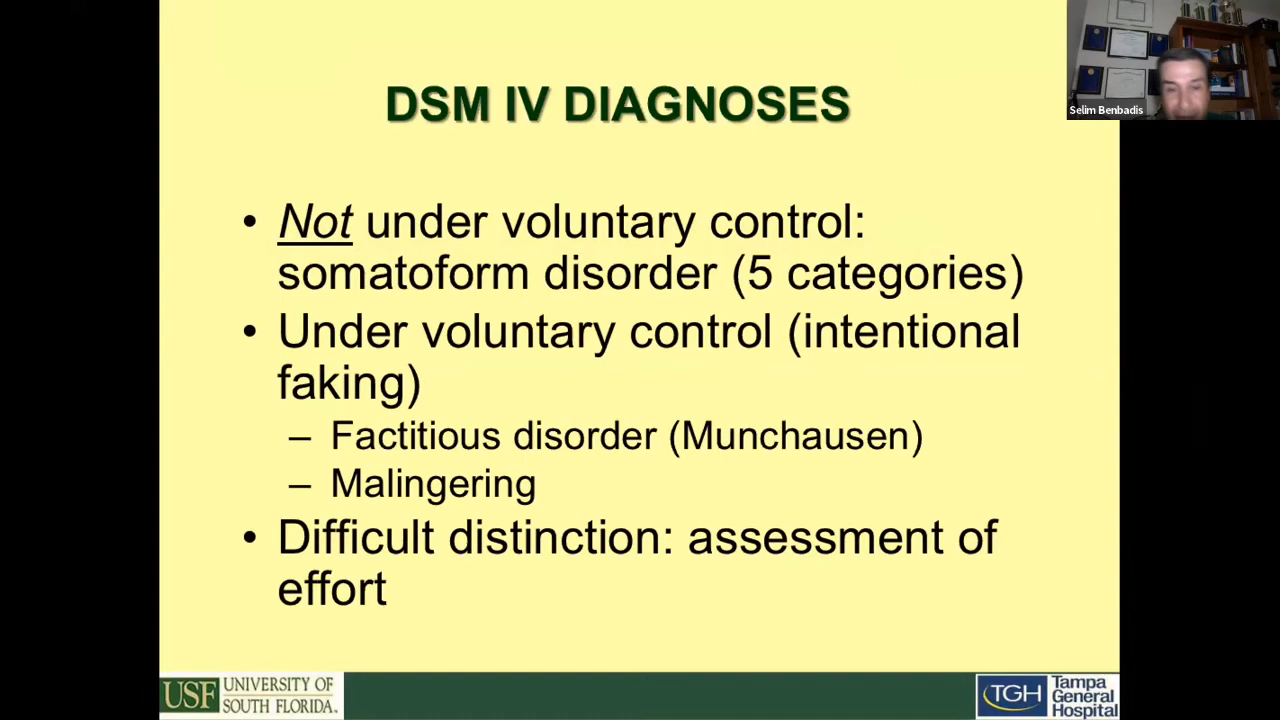 DSM IV DIAGNOSES
Selim Benbadis
• Not under voluntary control:
somatoform disorder (5 categories)
• Under voluntary control (intentional
faking)
– Factitious disorder (Munchausen)
– Malingering
• Difficult distinction: assessment of
effort
USF UNIVERSITY OF
SOUTH FLORIDA
TGH Tampa
General
Hospital